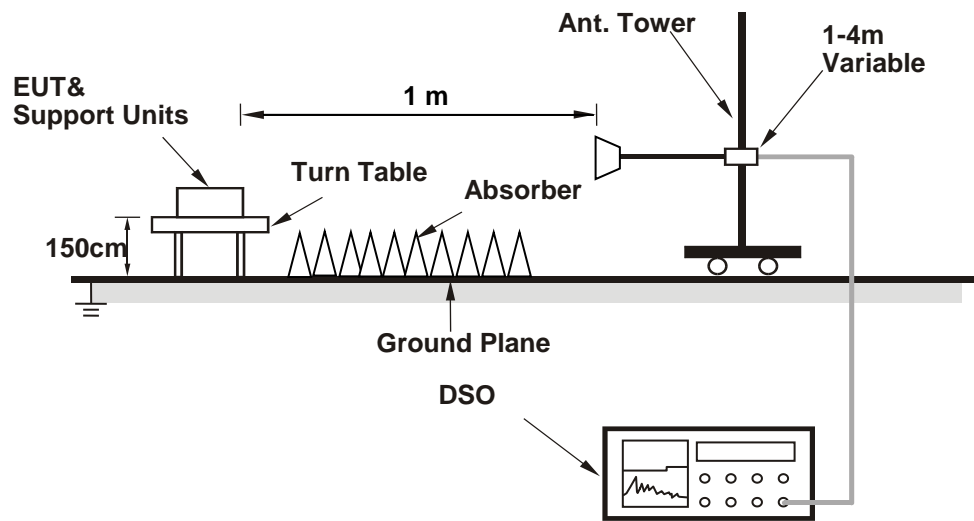 Ant. Tower
1-4m
Variable
EUT&
Support Units
1 m
Turn Table
Absorber
150cm
Ground Plane
DSO